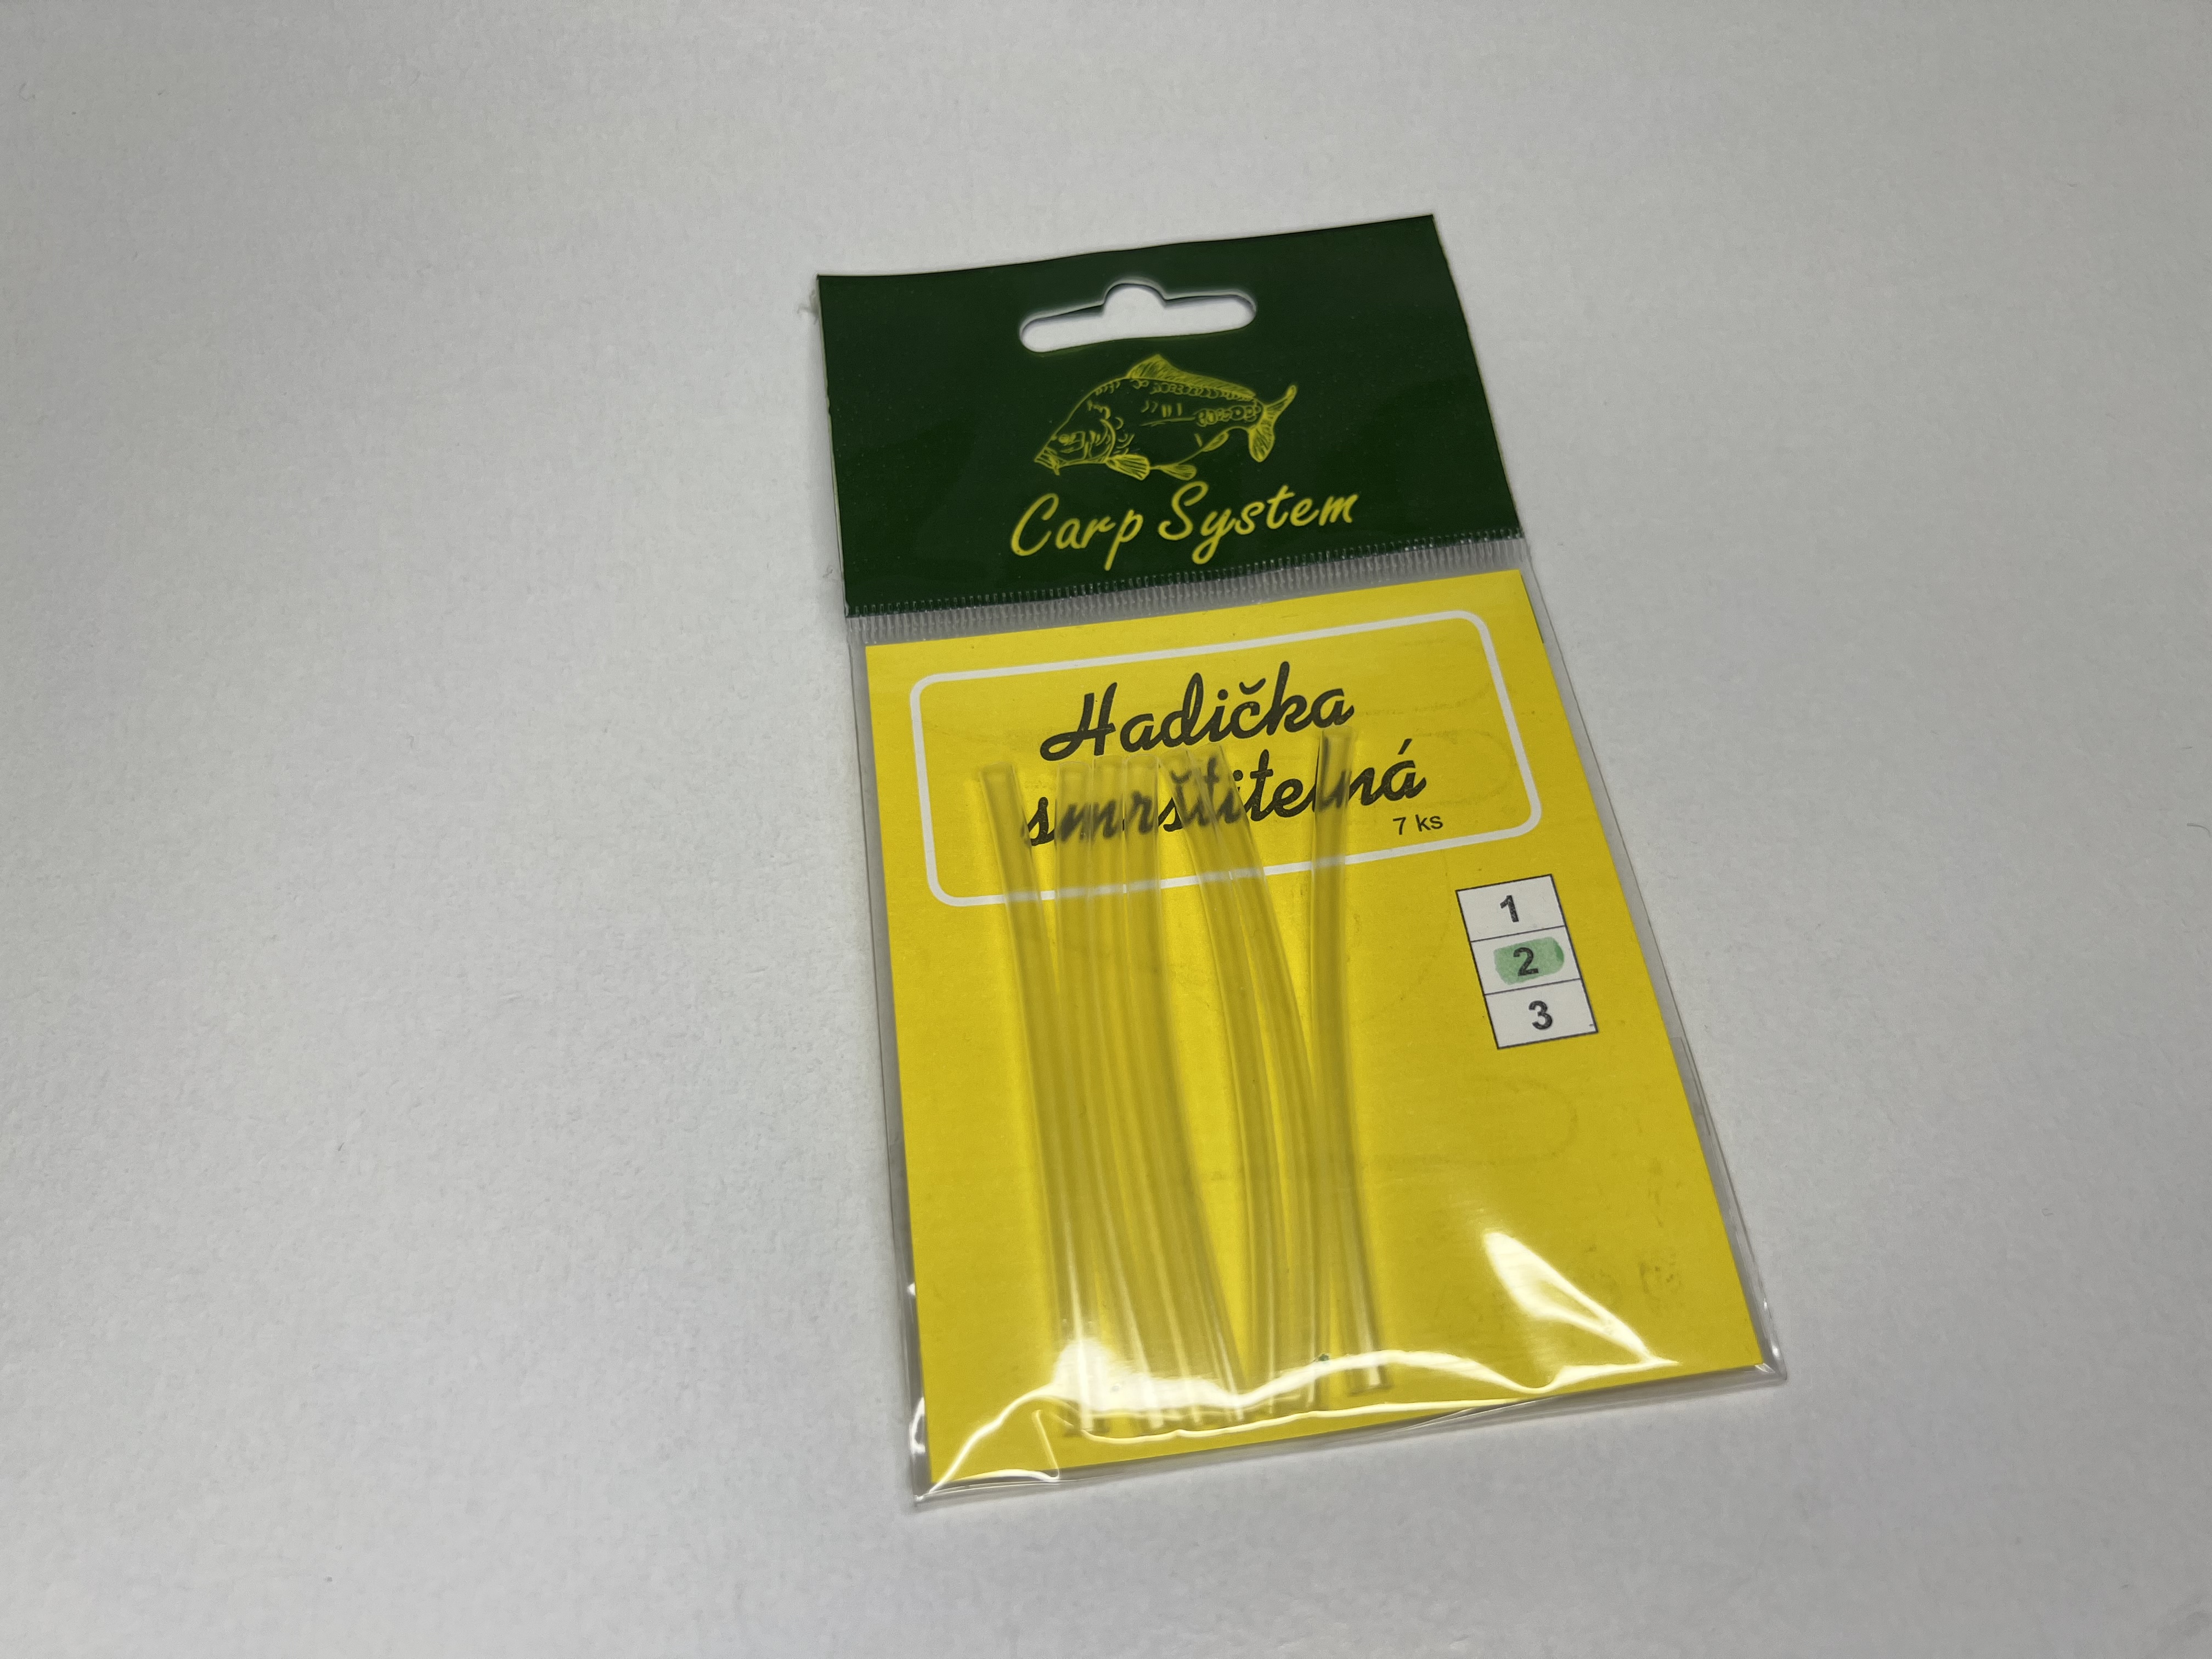 Carp System
Hadička
smrštitelná
7 ks
1
2
3